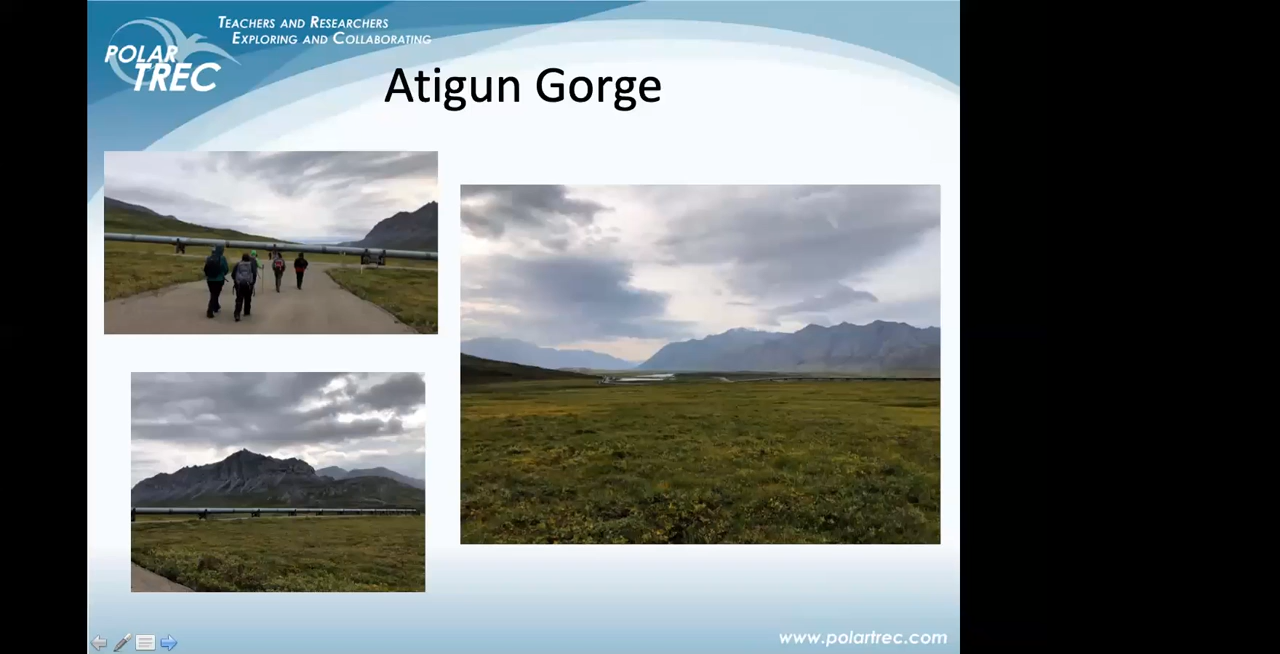 TEACHERS AND RESEARCHERS
EXPLORING AND COLLABORATING
POLAR
TREC
Atigun Gorge
www.polartrec.com